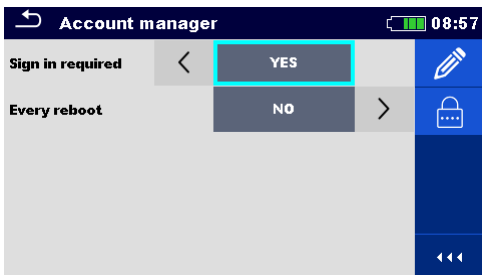 Account manager 08:57
Sign in required YES
Every reboot NO